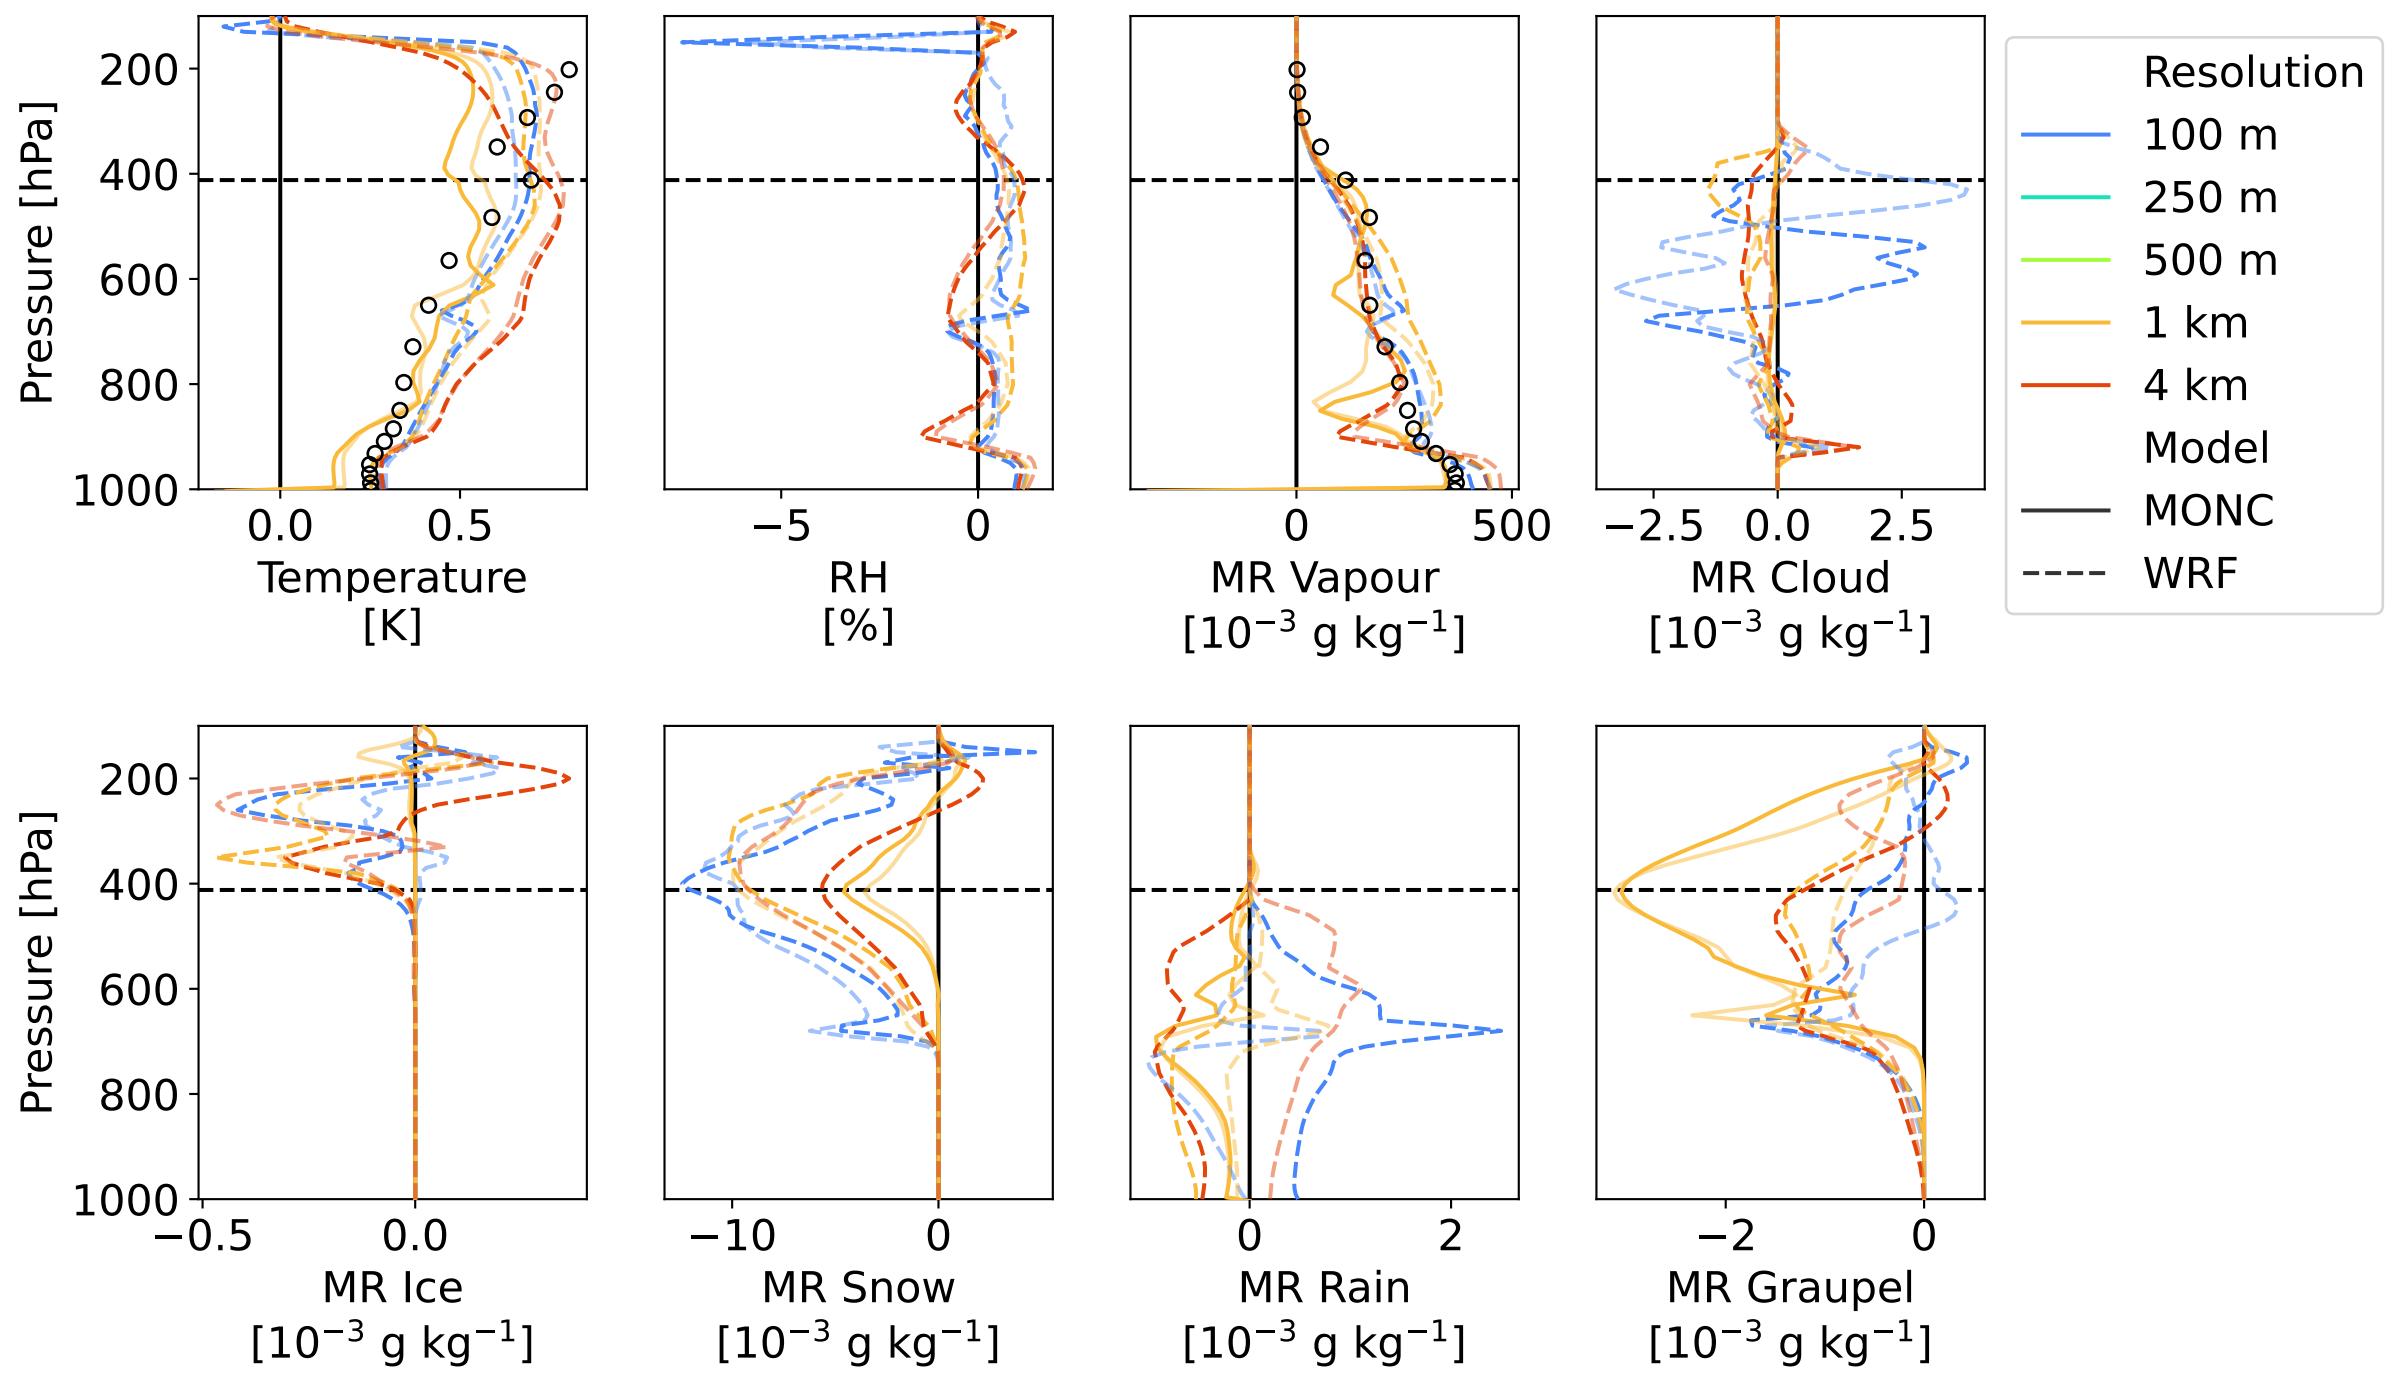 Pressure [hPa]
200
400
600
800
1000
0.0 0.5
Temperature
[K]
−5 0
RH
[%]
0 500
MR Vapour
[10⁻³ g kg⁻¹]
−2.5 0.0 2.5
MR Cloud
[10⁻³ g kg⁻¹]
Resolution
100 m
250 m
500 m
1 km
4 km
Model
MONC
WRF
Pressure [hPa]
200
400
600
800
1000
−0.5 0.0
MR Ice
[10⁻³ g kg⁻¹]
−10 0
MR Snow
[10⁻³ g kg⁻¹]
0 2
MR Rain
[10⁻³ g kg⁻¹]
−2 0
MR Graupel
[10⁻³ g kg⁻¹]